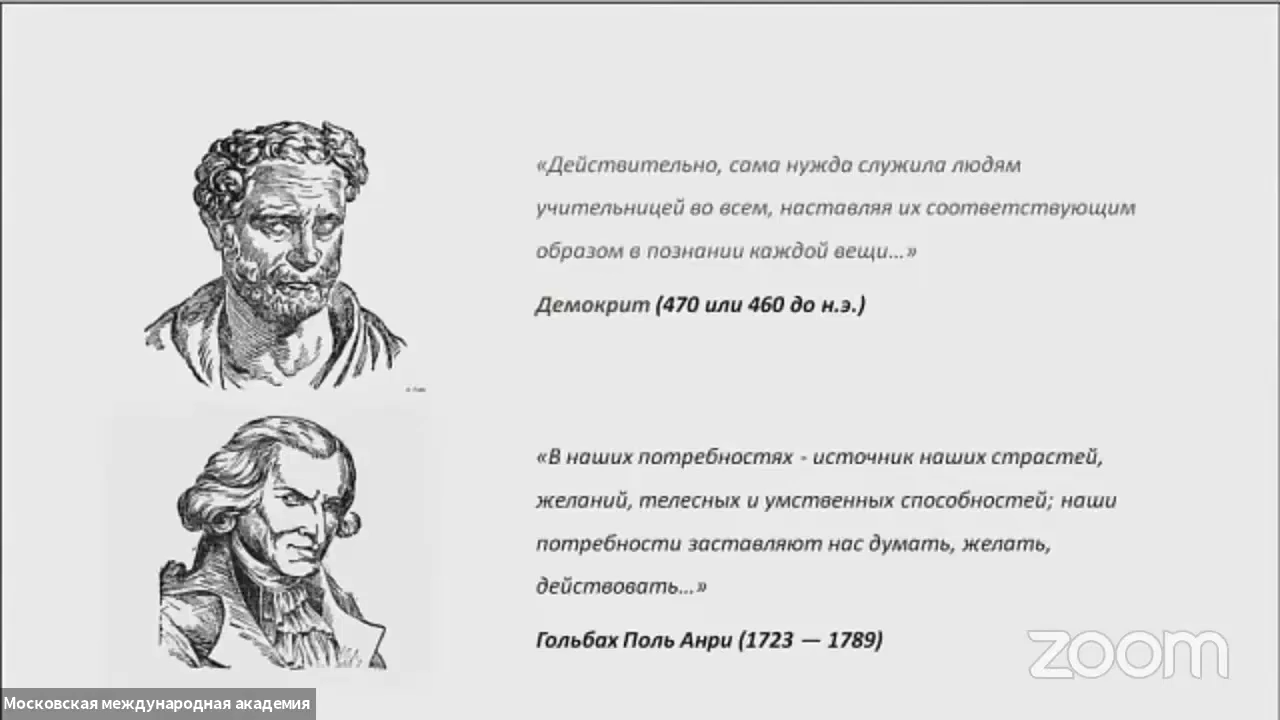 «Действительно, сама нужда служила людям
учительницей во всем, наставляя их соответствующим
образом в познании каждой вещи…»
Демокрит (470 или 460 до н.э.)
«В наших потребностях - источник наших страстей,
желаний, телесных и умственных способностей; наши
потребности заставляют нас думать, желать,
действовать…»
Гольбах Поль Анри (1723 — 1789)
zoom
Московская международная академия